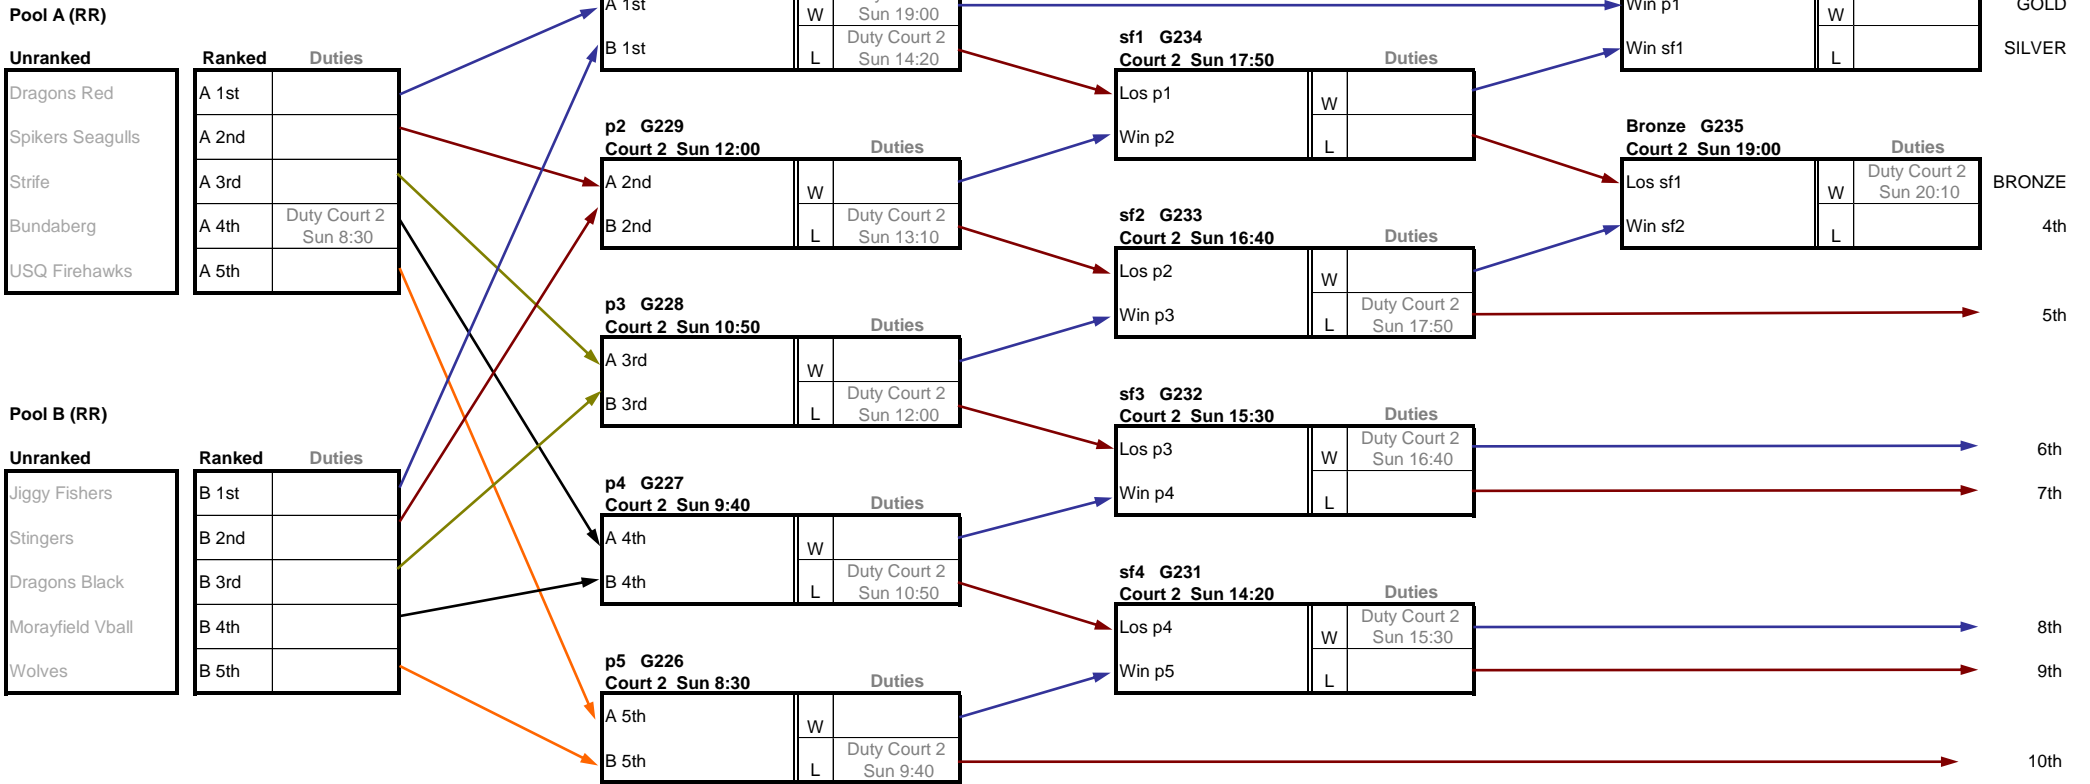 Pool A (RR)
Unranked
Ranked Duties
Dragons Red
Spikers Seagulls
Strife
Bundaberg
USQ Firehawks
A 1st
A 2nd
A 3rd
A 4th Duty Court 2
Sun 8:30
A 5th
Pool B (RR)
Unranked
Ranked Duties
Jiggy Fishers
Stingers
Dragons Black
Morayfield Vball
Wolves
B 1st
B 2nd
B 3rd
B 4th
B 5th
A 1st
W
Sun 19:00
B 1st
L
Duty Court 2
Sun 14:20
p2 G229
Court 2 Sun 12:00 Duties
A 2nd
W
B 2nd
L
Duty Court 2
Sun 13:10
p3 G228
Court 2 Sun 10:50 Duties
A 3rd
W
B 3rd
L
Duty Court 2
Sun 12:00
p4 G227
Court 2 Sun 9:40 Duties
A 4th
W
B 4th
L
Duty Court 2
Sun 10:50
p5 G226
Court 2 Sun 8:30 Duties
A 5th
W
B 5th
L
Duty Court 2
Sun 9:40
sf1 G234
Court 2 Sun 17:50 Duties
Los p1
W
Win p2
L
sf2 G233
Court 2 Sun 16:40 Duties
Los p2
W
Win p3
L
Duty Court 2
Sun 17:50
sf3 G232
Court 2 Sun 15:30 Duties
Los p3
W
Duty Court 2
Sun 16:40
Win p4
L
sf4 G231
Court 2 Sun 14:20 Duties
Los p4
W
Duty Court 2
Sun 15:30
Win p5
L
Win p1
W
GOLD
Win sf1
L
SILVER
Bronze G235
Court 2 Sun 19:00 Duties
Los sf1
W
Duty Court 2
Sun 20:10
BRONZE
Win sf2
L
4th
5th
6th
7th
8th
9th
10th